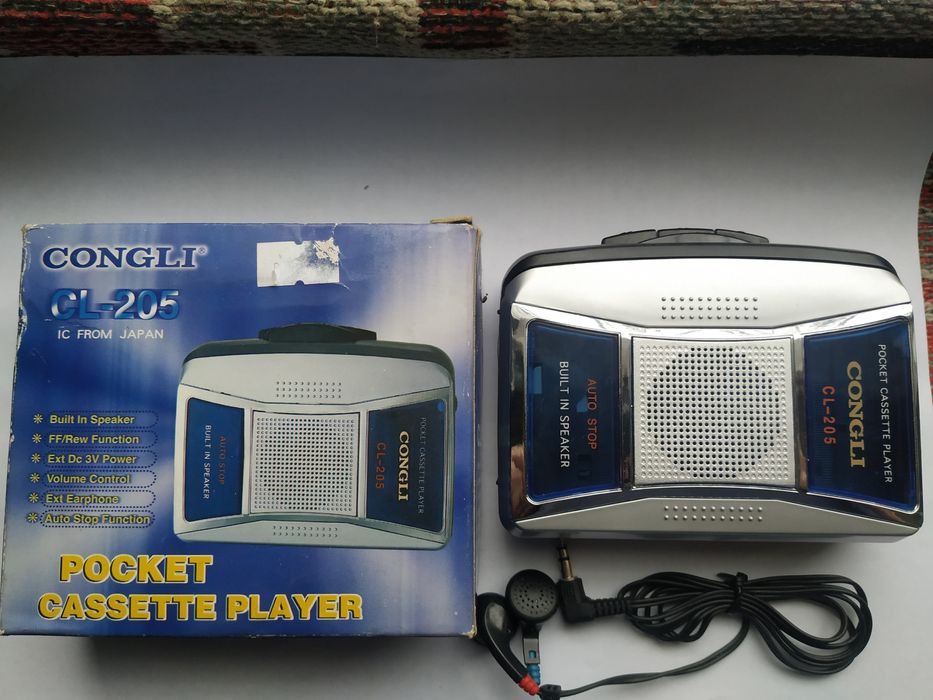 CONGLI®
CL-205
IC FROM JAPAN
✳ Built In Speaker
✳ FF/Rew Function
✳ Ext Dc 3V Power
✳ Volume Control
✳ Ext Earphone
✳ Auto Stop Function
AUTO STOP
BUILT IN SPEAKER
POCKET CASSETTE PLAYER
CONGLI
CL-205
POCKET
CASSETTE PLAYER
AUTO STOP
BUILT IN SPEAKER
POCKET CASSETTE PLAYER
CONGLI
CL-205